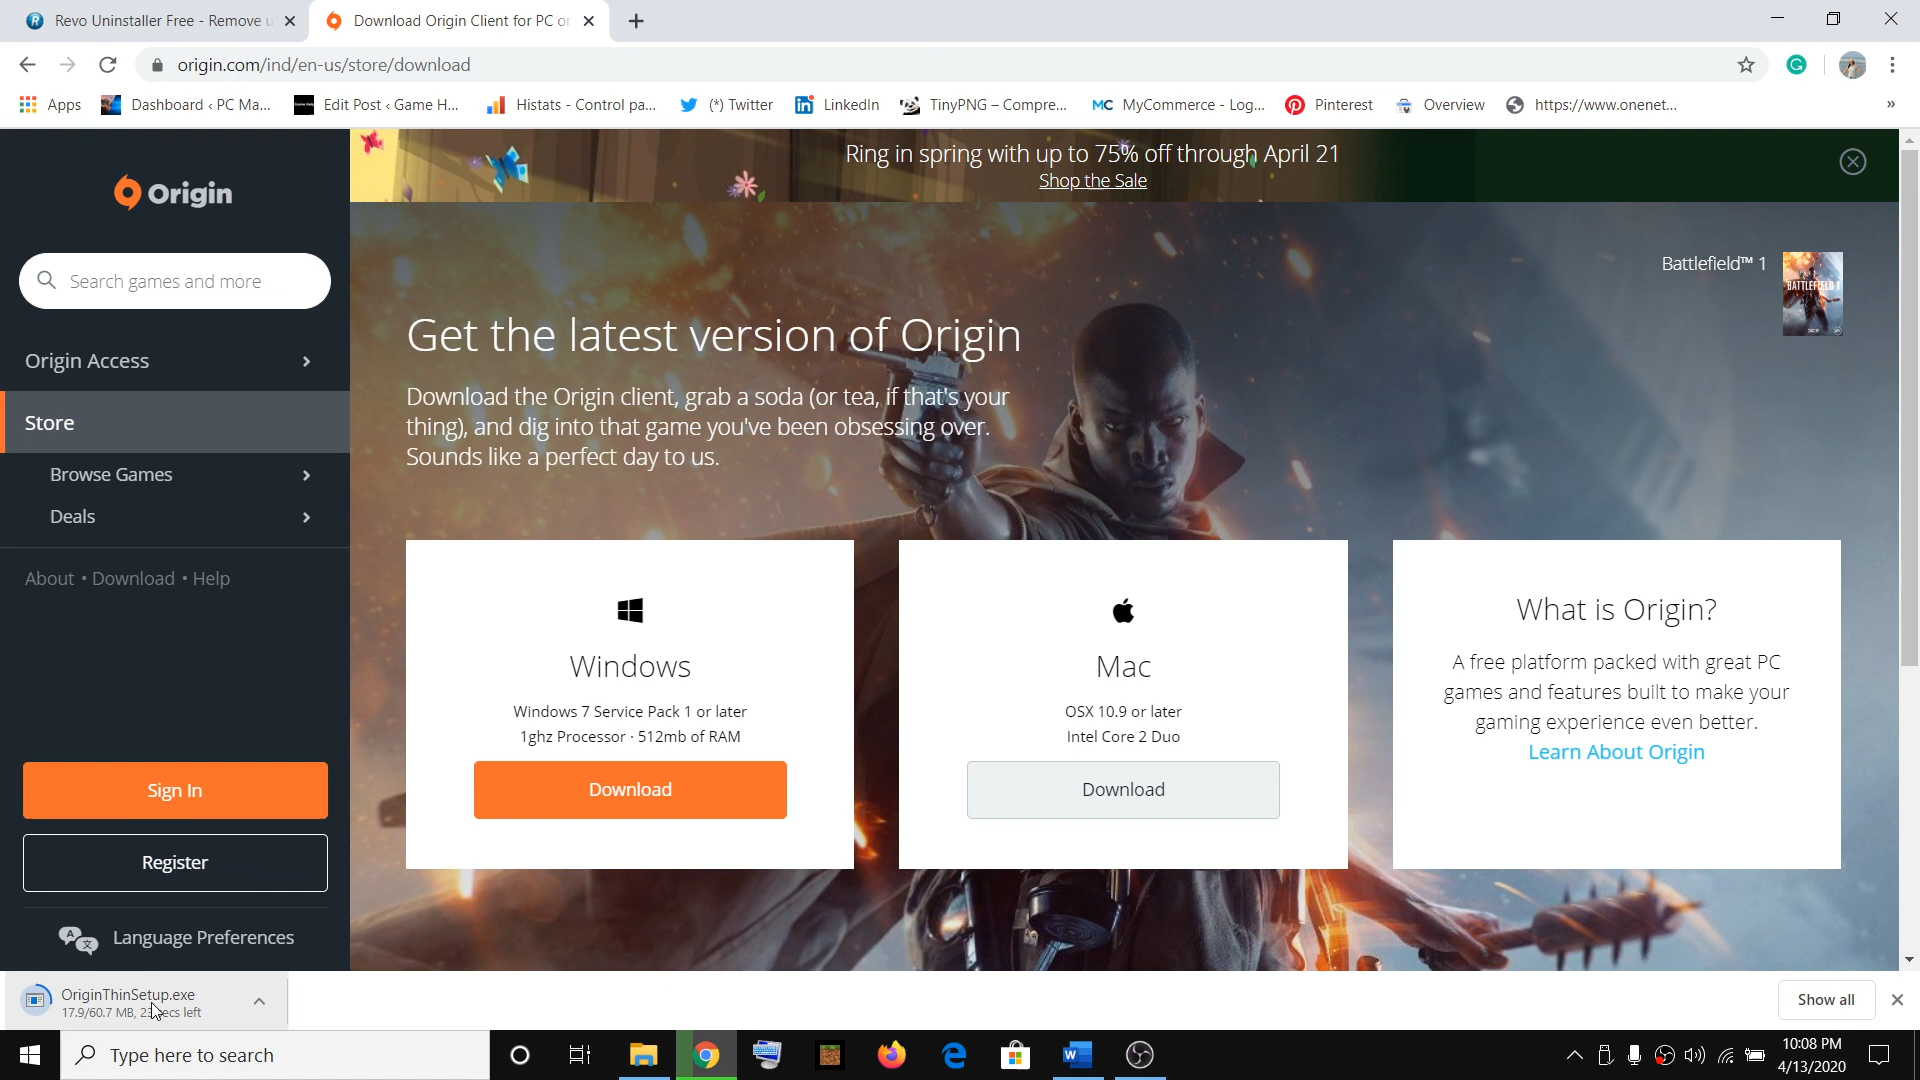 Revo Uninstaller Free - Remove u
Download Origin Client for PC or
origin.com/ind/en-us/store/download
Apps
Dashboard ‹ PC Ma...
Edit Post ‹ Game H...
Histats - Control pa...
(*) Twitter
LinkedIn
TinyPNG – Compre...
MC MyCommerce - Log...
Pinterest
Overview
https://www.onenet...
»
Origin
Search games and more
Origin Access
Store
Browse Games
Deals
About • Download • Help
Sign In
Register
Language Preferences
Ring in spring with up to 75% off through April 21
Shop the Sale
Battlefield™ 1
BATTLEFIELD 1
Get the latest version of Origin
Download the Origin client, grab a soda (or tea, if that's your
thing), and dig into that game you've been obsessing over.
Sounds like a perfect day to us.
Windows
Windows 7 Service Pack 1 or later
1ghz Processor · 512mb of RAM
Download
Mac
OSX 10.9 or later
Intel Core 2 Duo
Download
What is Origin?
A free platform packed with great PC
games and features built to make your
gaming experience even better.
Learn About Origin
OriginThinSetup.exe
17.9/60.7 MB, 23 secs left
Show all
Type here to search
10:08 PM
4/13/2020